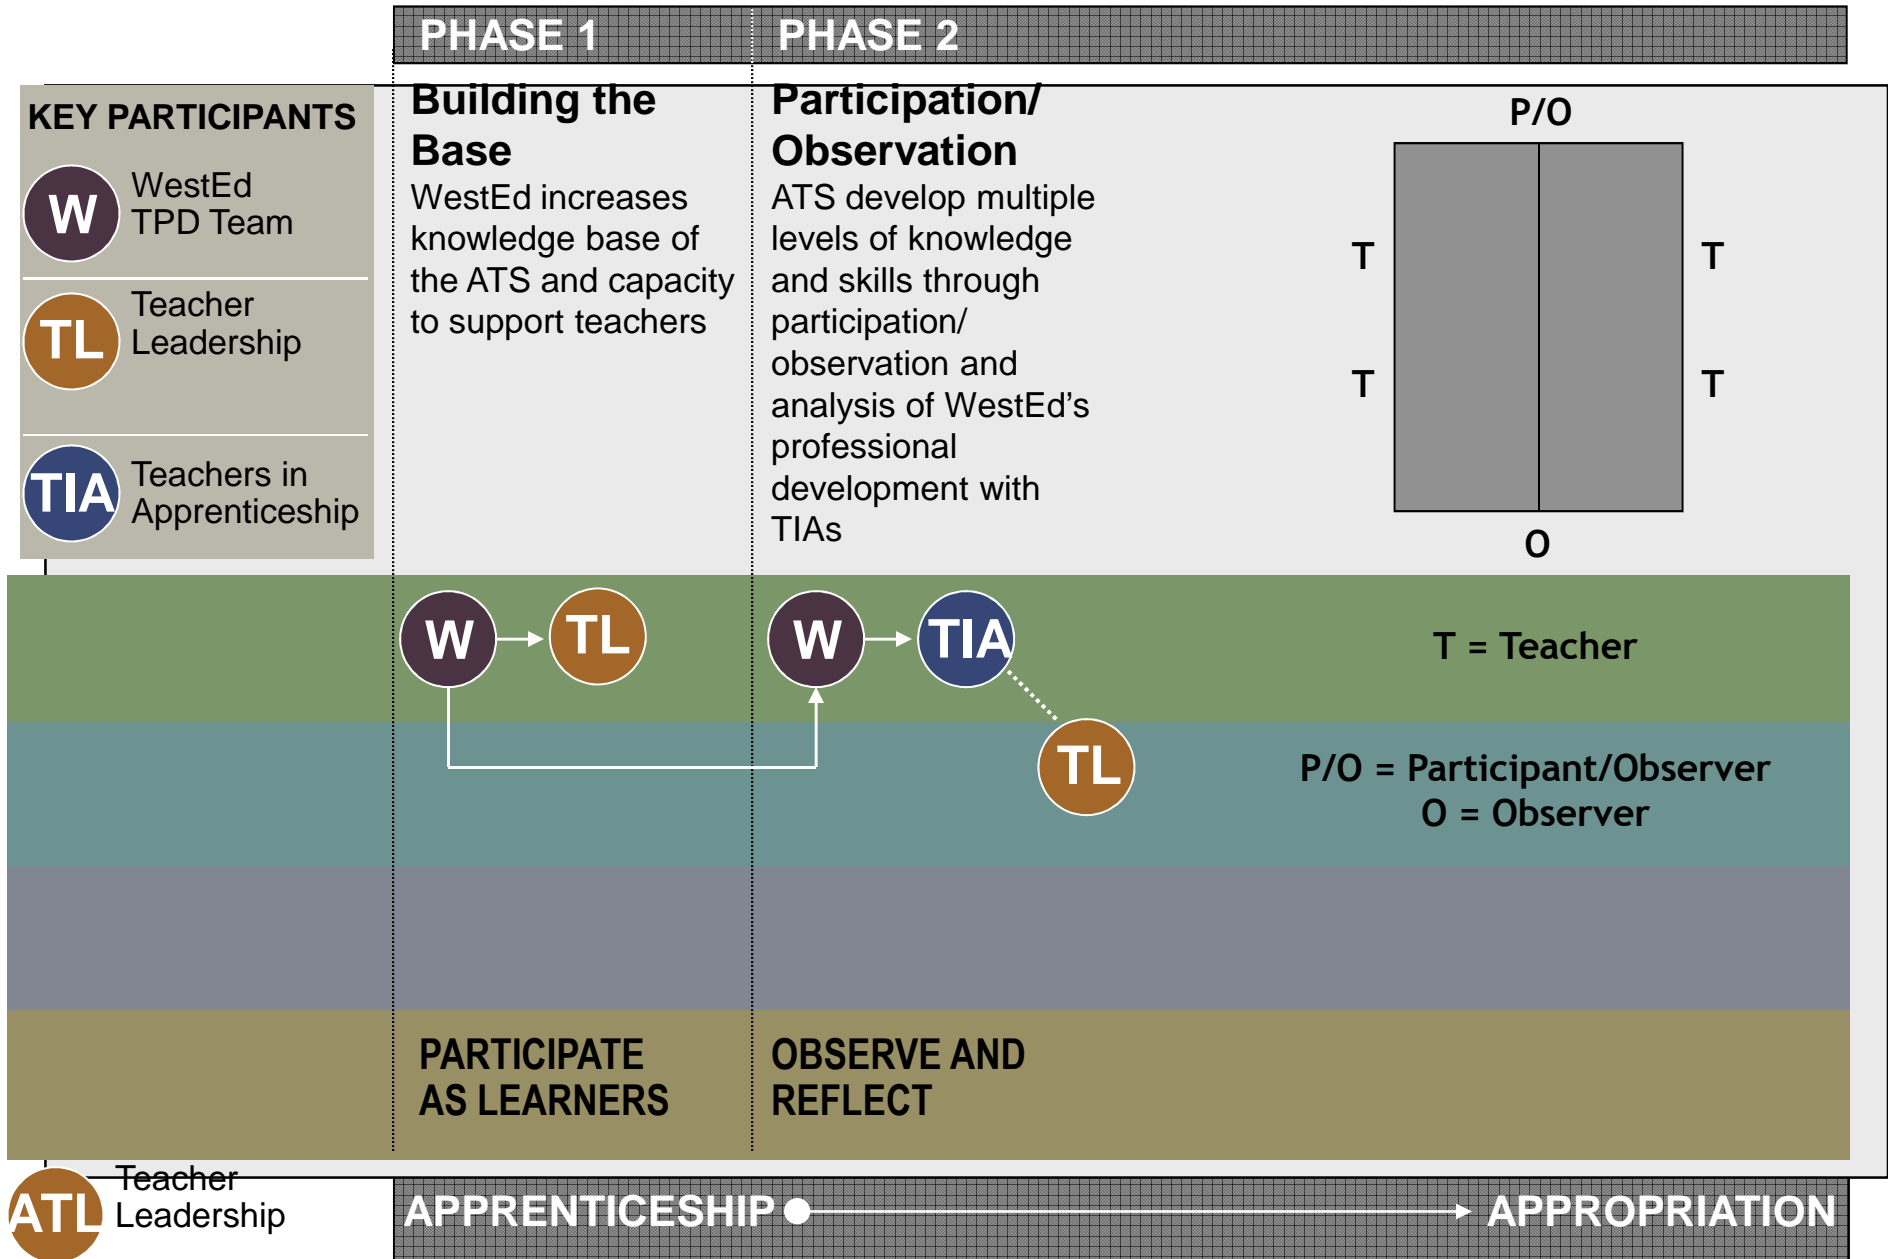 PHASE 1
PHASE 2
KEY PARTICIPANTS
W
WestEd
TPD Team
TL
Teacher
Leadership
TIA
Teachers in
Apprenticeship
Building the
Base
WestEd increases
knowledge base of
the ATS and capacity
to support teachers
Participation/
Observation
ATS develop multiple
levels of knowledge
and skills through
participation/
observation and
analysis of WestEd’s
professional
development with
TIAs
P/O
T
T
T
T
O
W
TL
W
TIA
TL
T = Teacher
P/O = Participant/Observer
O = Observer
PARTICIPATE
AS LEARNERS
OBSERVE AND
REFLECT
ATL
Teacher
Leadership
APPRENTICESHIP
APPROPRIATION